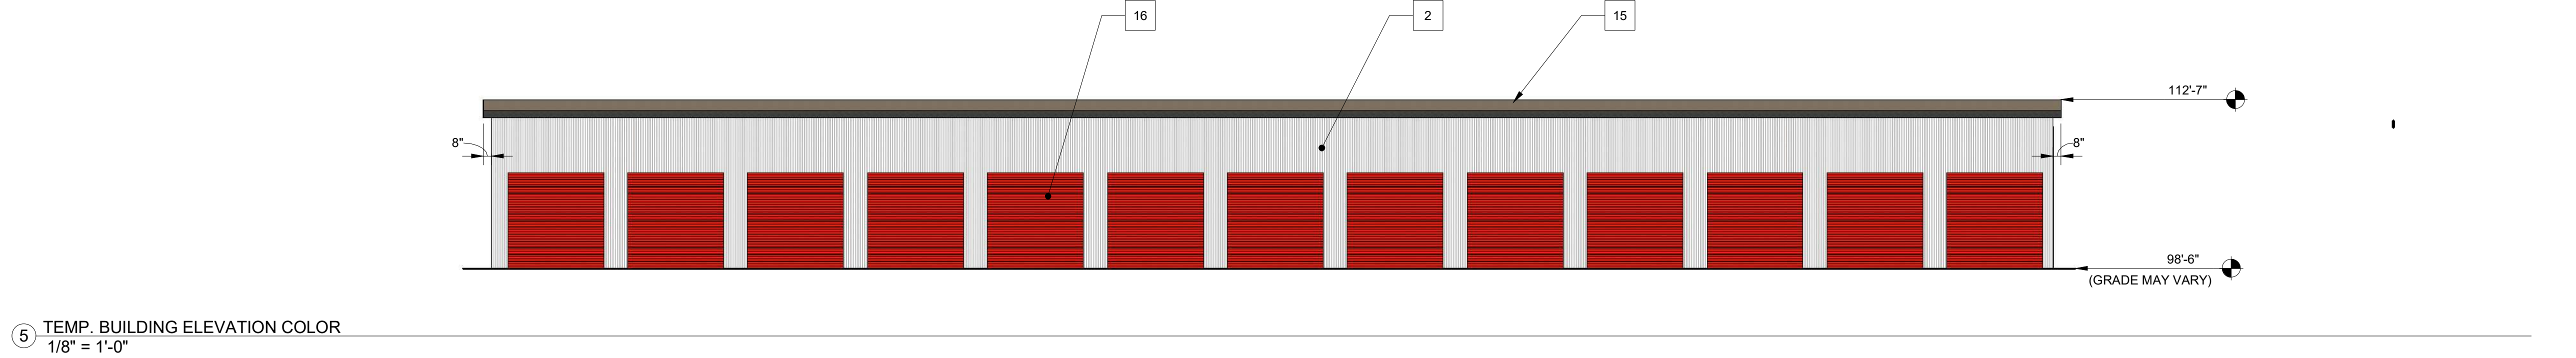 16
2
15
112'-7"
8"
8"
98'-6"
(GRADE MAY VARY)
5
TEMP. BUILDING ELEVATION COLOR
1/8" = 1'-0"